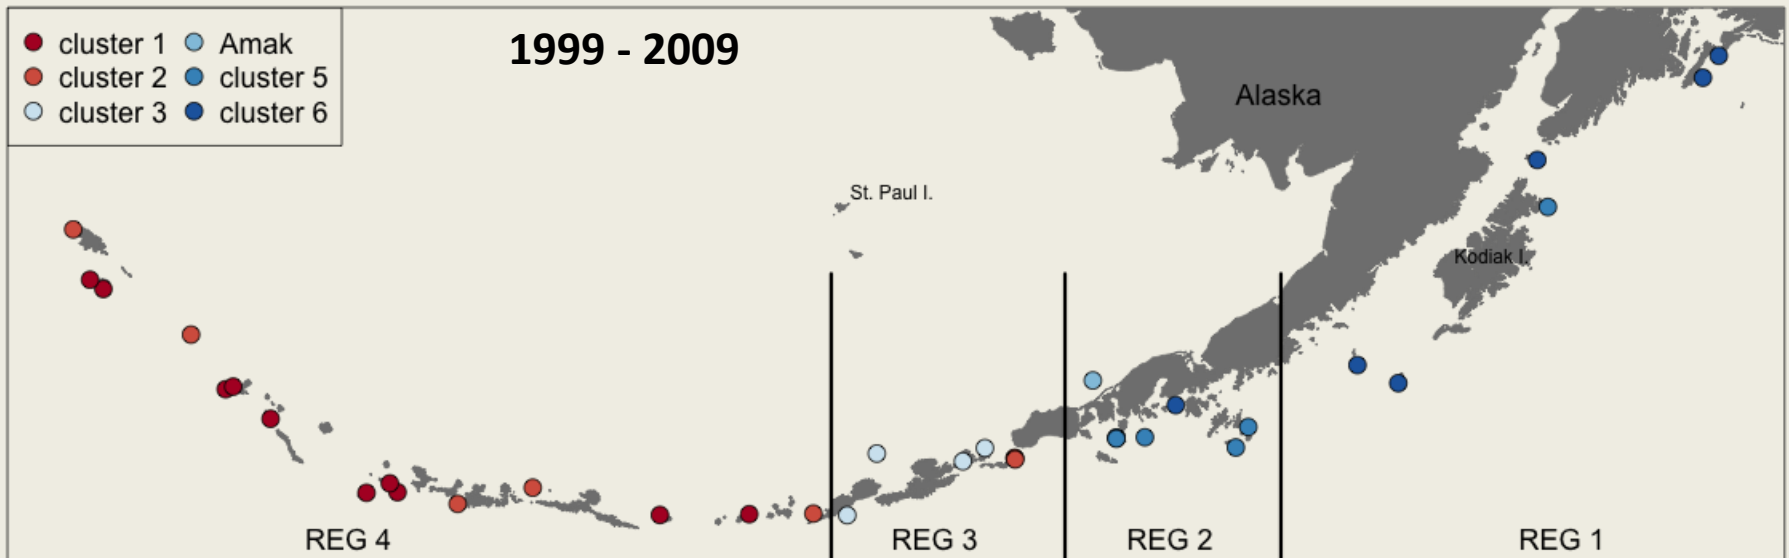 cluster 1
Amak
cluster 2
cluster 5
cluster 3
cluster 6
1999 - 2009
Alaska
St. Paul I.
Kodiak I.
REG 4
REG 3
REG 2
REG 1